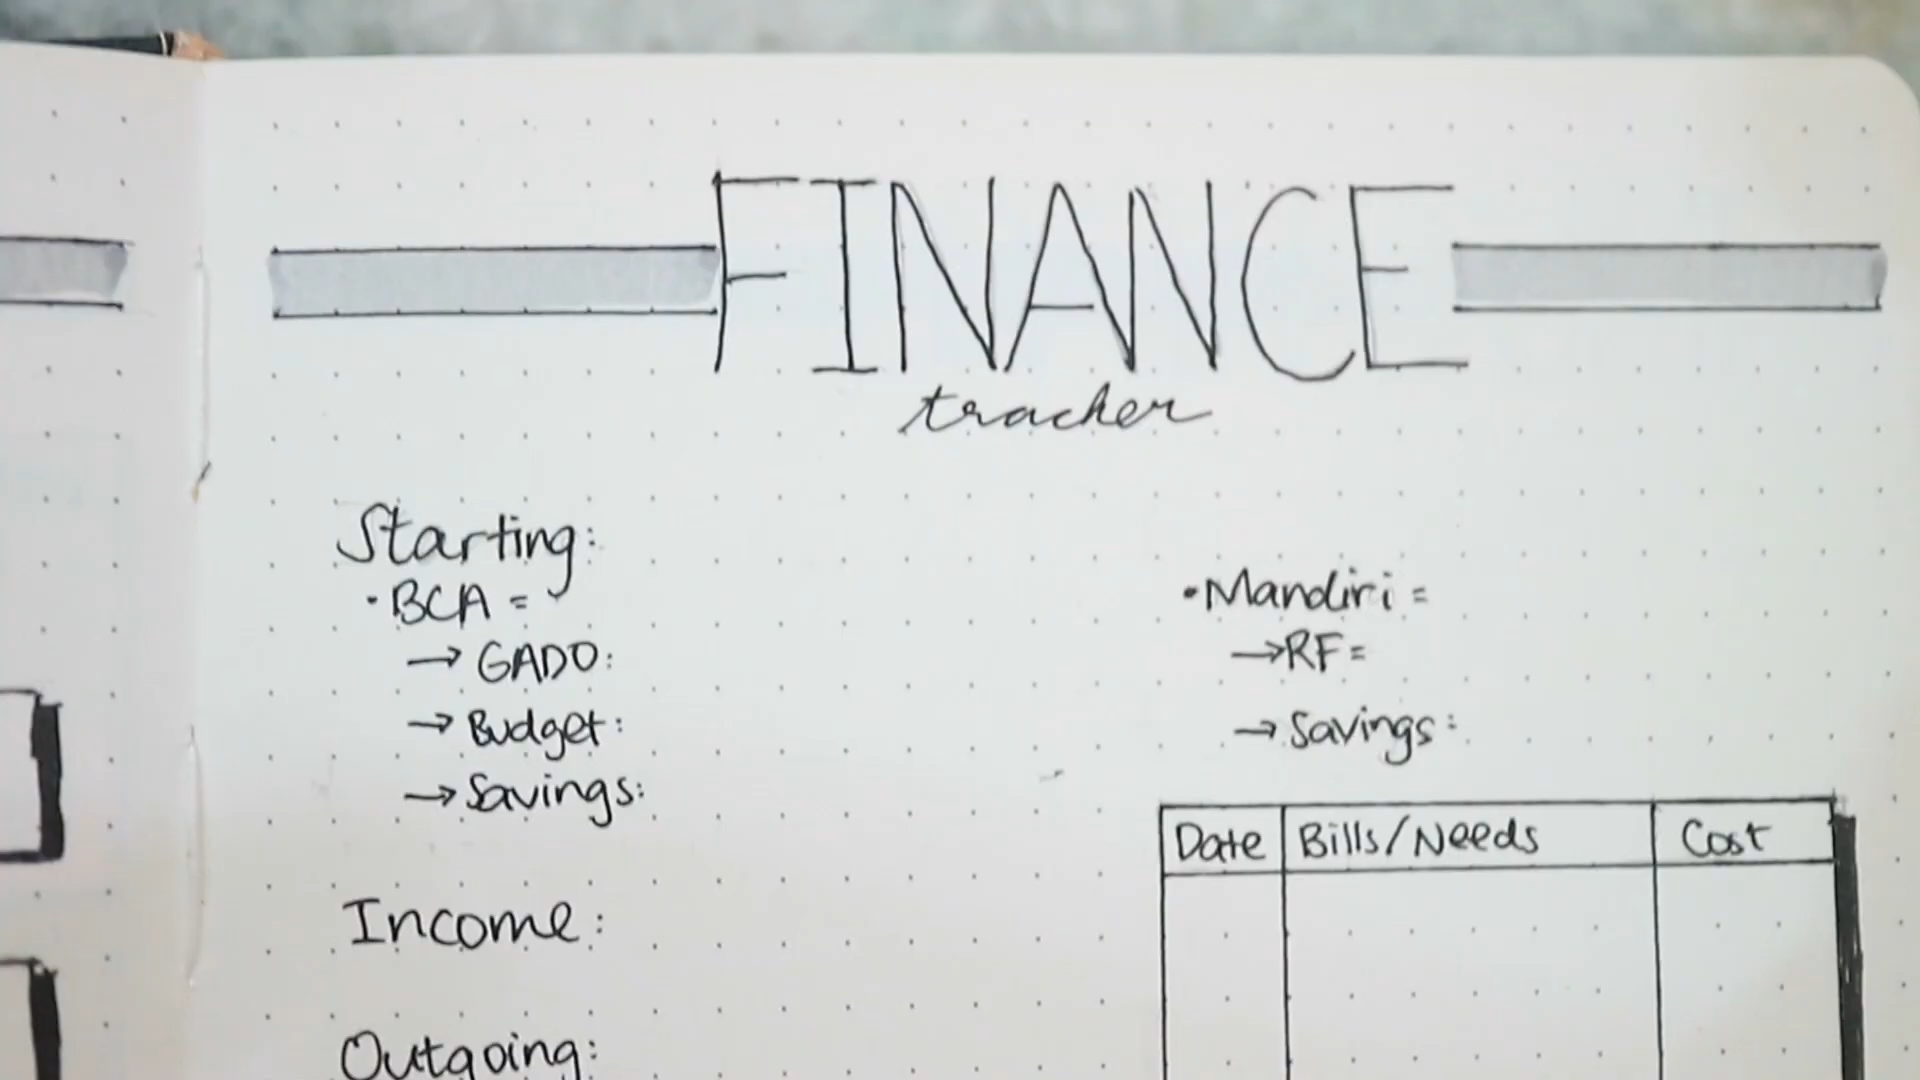 FINANCE
tracker
Starting:
• BCA =
→ GADO:
→ Budget:
→ Savings:
• Mandiri =
→ RF =
→ Savings:
Income:
Outgoing:
Date Bills/Needs Cost